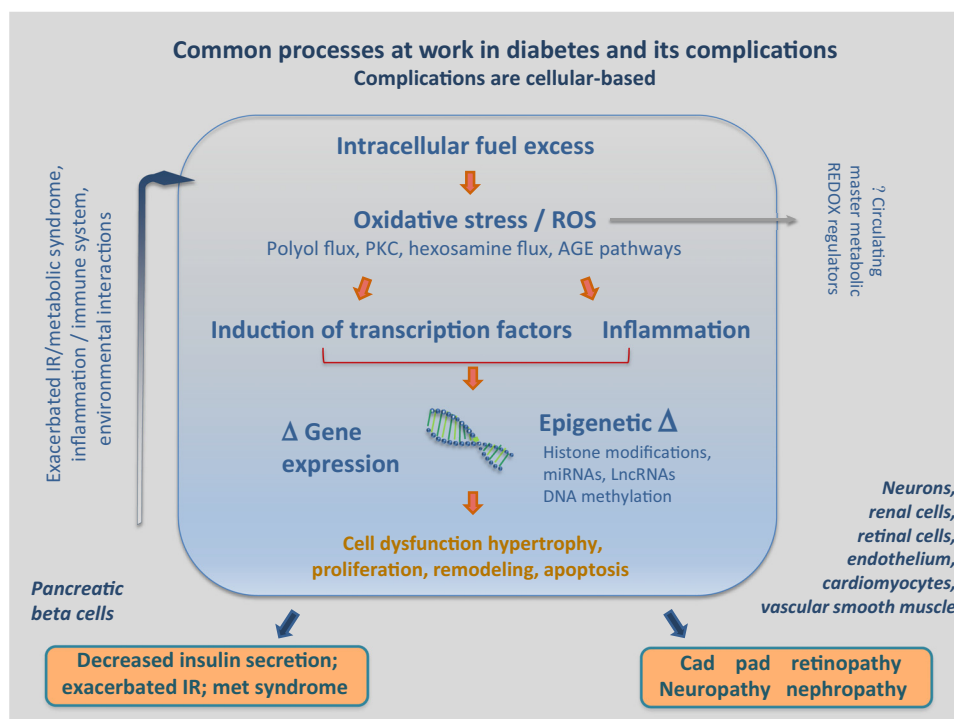 Common processes at work in diabetes and its complications
Complications are cellular-based
Intracellular fuel excess
Oxidative stress / ROS
Polyol flux, PKC, hexosamine flux, AGE pathways
Induction of transcription factors
Inflammation
Δ Gene
expression
Epigenetic Δ
Histone modifications,
miRNAs, LncRNAs
DNA methylation
Cell dysfunction hypertrophy,
proliferation, remodeling, apoptosis
Exacerbated IR/metabolic syndrome,
inflammation / immune system,
environmental interactions
? Circulating
master metabolic
REDOX regulators
Pancreatic
beta cells
Neurons,
renal cells,
retinal cells,
endothelium,
cardiomyocytes,
vascular smooth muscle
Decreased insulin secretion;
exacerbated IR; met syndrome
Cad pad retinopathy
Neuropathy nephropathy